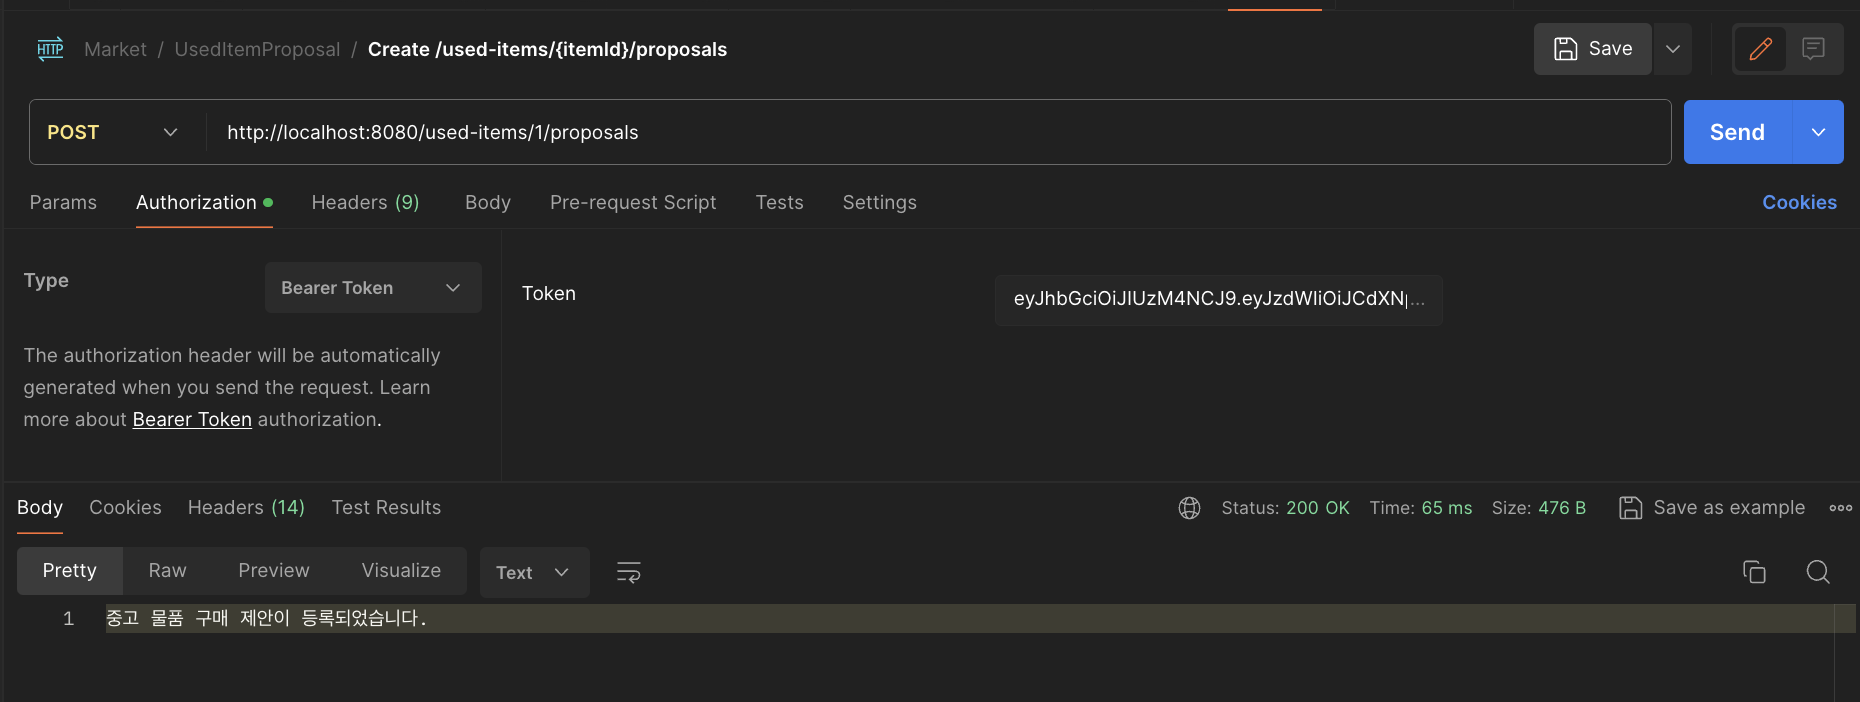 HTTP Market / UsedItemProposal / Create /used-items/{itemId}/proposals Save
POST http://localhost:8080/used-items/1/proposals Send
Params Authorization Headers (9) Body Pre-request Script Tests Settings Cookies
Type Bearer Token
Token eyJhbGciOiJIUzM4NCJ9.eyJzdWIiOiJCdXN...
The authorization header will be automatically
generated when you send the request. Learn
more about Bearer Token authorization.
Body Cookies Headers (14) Test Results Status: 200 OK Time: 65 ms Size: 476 B Save as example
Pretty Raw Preview Visualize Text
1 중고 물품 구매 제안이 등록되었습니다.